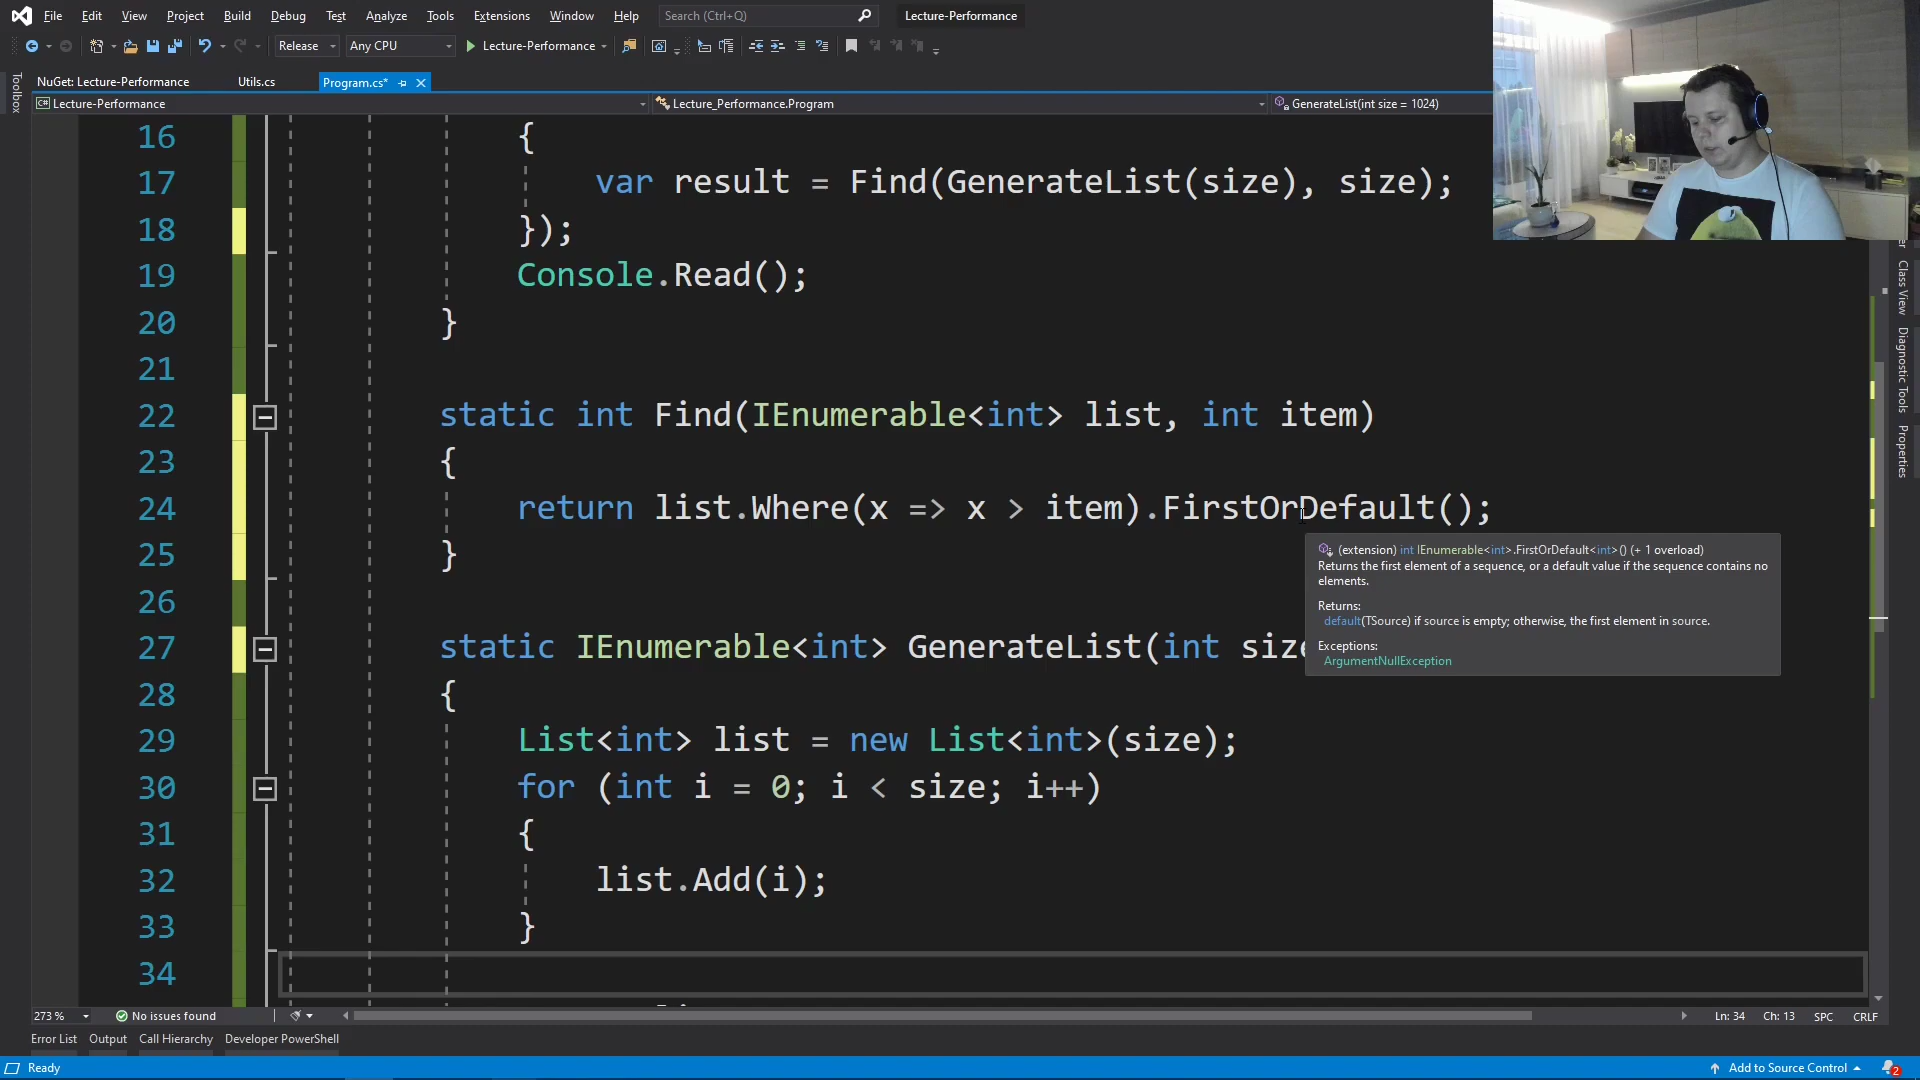 File Edit View Project Build Debug Test Analyze Tools Extensions Window Help Search (Ctrl+Q) Lecture-Performance
Release Any CPU Lecture-Performance
NuGet: Lecture-Performance Utils.cs Program.cs*
Lecture-Performance Lecture_Performance.Program GenerateList(int size = 1024)
Toolbox
16 {
17 var result = Find(GenerateList(size), size);
18 });
19 Console.Read();
20 }
21
22 static int Find(IEnumerable<int> list, int item)
23 {
24 return list.Where(x => x > item).FirstOrDefault();
25 }
26
27 static IEnumerable<int> GenerateList(int size
28 {
29 List<int> list = new List<int>(size);
30 for (int i = 0; i < size; i++)
31 {
32 list.Add(i);
33 }
34
(extension) int IEnumerable<int>.FirstOrDefault<int>() (+ 1 overload)
Returns the first element of a sequence, or a default value if the sequence contains no
elements.
Returns:
default(TSource) if source is empty; otherwise, the first element in source.
Exceptions:
ArgumentNullException
Class View
Diagnostic Tools
Properties
273 % No issues found Ln: 34 Ch: 13 SPC CRLF
Error List Output Call Hierarchy Developer PowerShell
Ready Add to Source Control 2